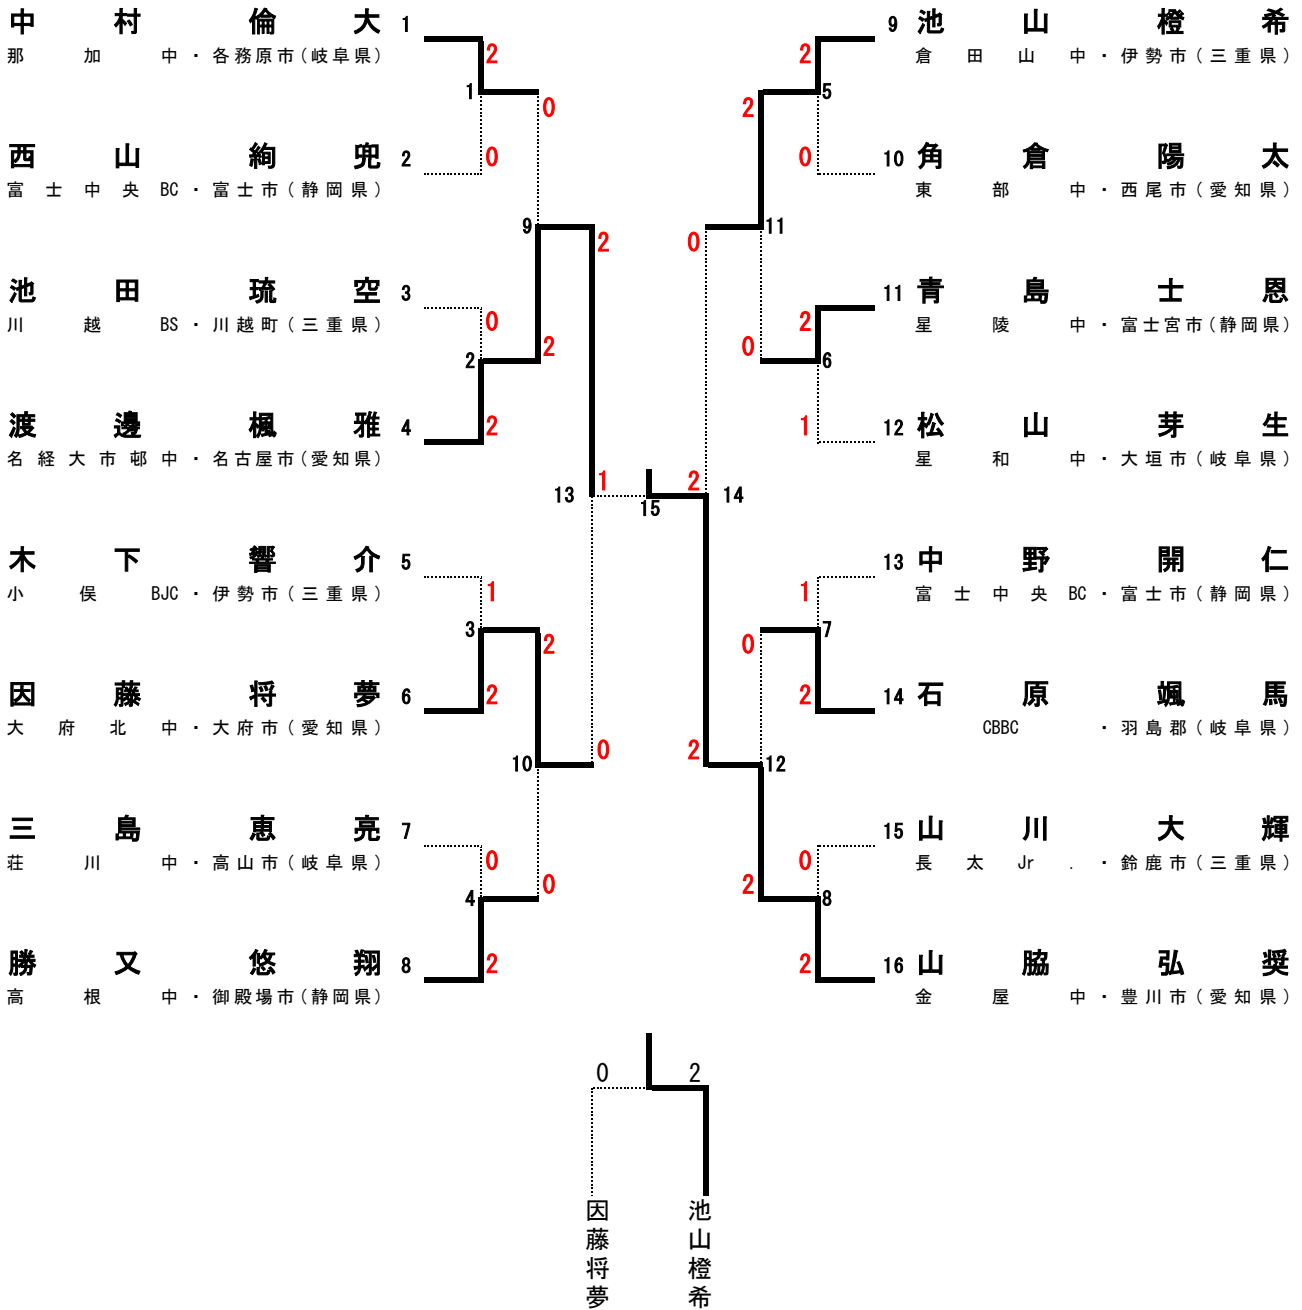 中村倫大 1
那加中・各務原市(岐阜県)
2
1
0
西山絢兜 2
富士中央BC・富士市(静岡県)
0
9
2
池田琉空 3
川越BS・川越町(三重県)
0
2
2
渡邊楓雅 4
名経大市邨中・名古屋市(愛知県)
2
13
1
15
木下響介 5
小俣BJC・伊勢市(三重県)
1
3
2
因藤将夢 6
大府北中・大府市(愛知県)
2
10
0
三島恵亮 7
荘川中・高山市(岐阜県)
0
4
0
勝又悠翔 8
高根中・御殿場市(静岡県)
2
9 池山橙希
倉田山中・伊勢市(三重県)
2
2
5
0
10 角倉陽太
東部中・西尾市(愛知県)
11
0
11 青島士恩
星陵中・富士宮市(静岡県)
2
0
6
1
12 松山芽生
星和中・大垣市(岐阜県)
2
14
13 中野開仁
富士中央BC・富士市(静岡県)
1
0
7
2
14 石原颯馬
CBBC・羽島郡(岐阜県)
2
12
15 山川大輝
長太Jr.・鈴鹿市(三重県)
0
2
8
2
16 山脇弘奨
金屋中・豊川市(愛知県)
0 2
因藤将夢
池山橙希